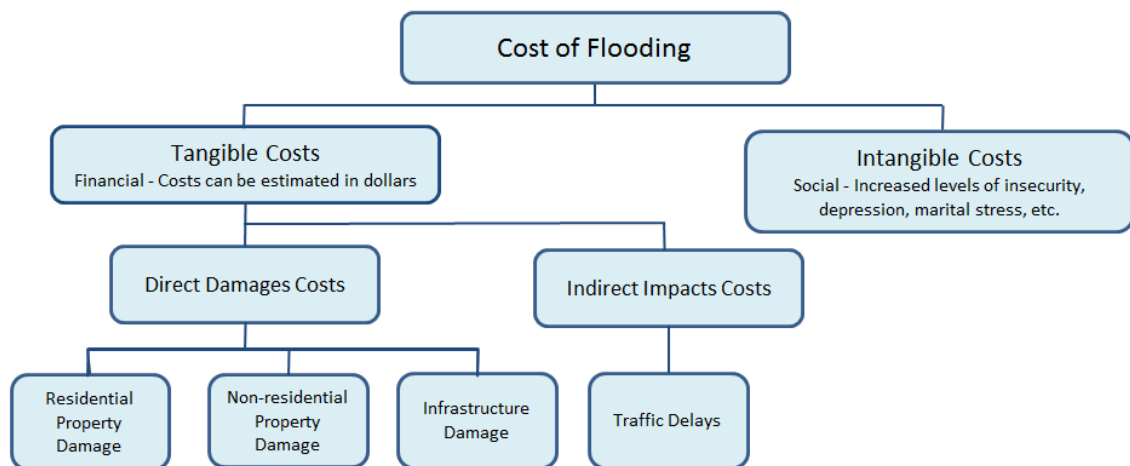 Cost of Flooding
Tangible Costs
Financial - Costs can be estimated in dollars
Intangible Costs
Social - Increased levels of insecurity,
depression, marital stress, etc.
Direct Damages Costs
Indirect Impacts Costs
Residential
Property
Damage
Non-residential
Property
Damage
Infrastructure
Damage
Traffic Delays